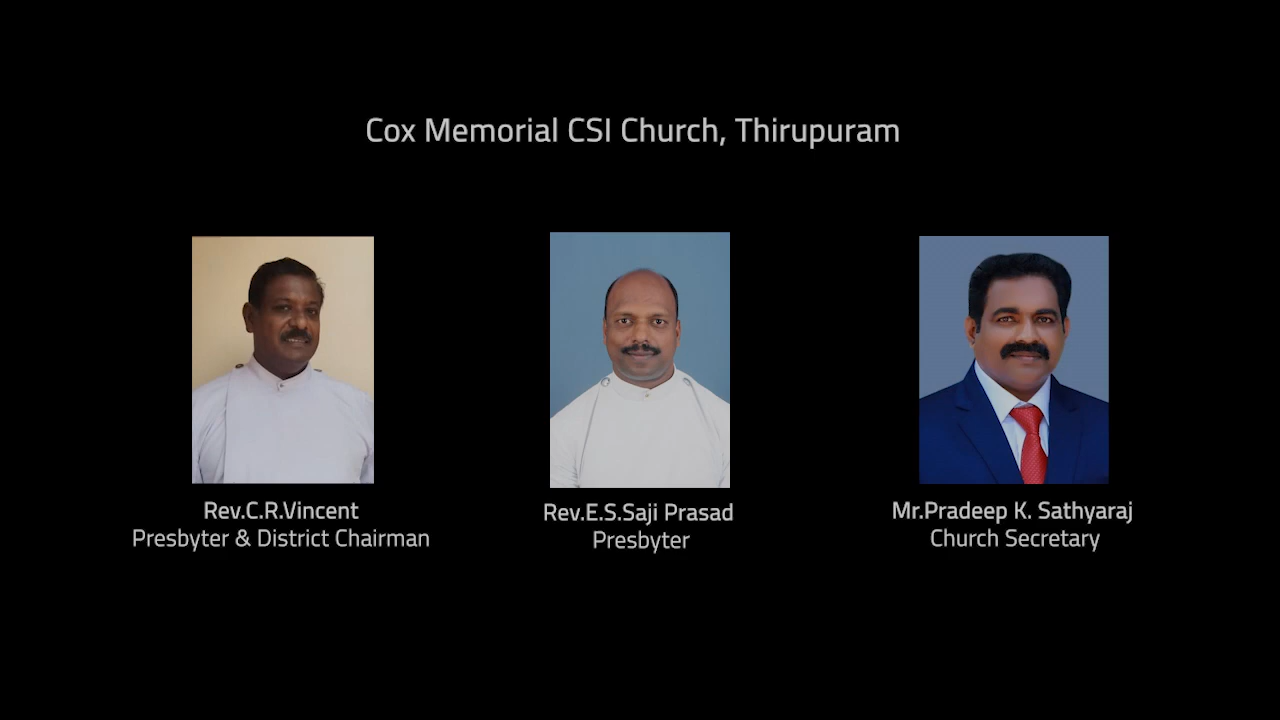 Cox Memorial CSI Church, Thirupuram
Rev.C.R.Vincent
Presbyter & District Chairman
Rev.E.S.Saji Prasad
Presbyter
Mr.Pradeep K. Sathyaraj
Church Secretary